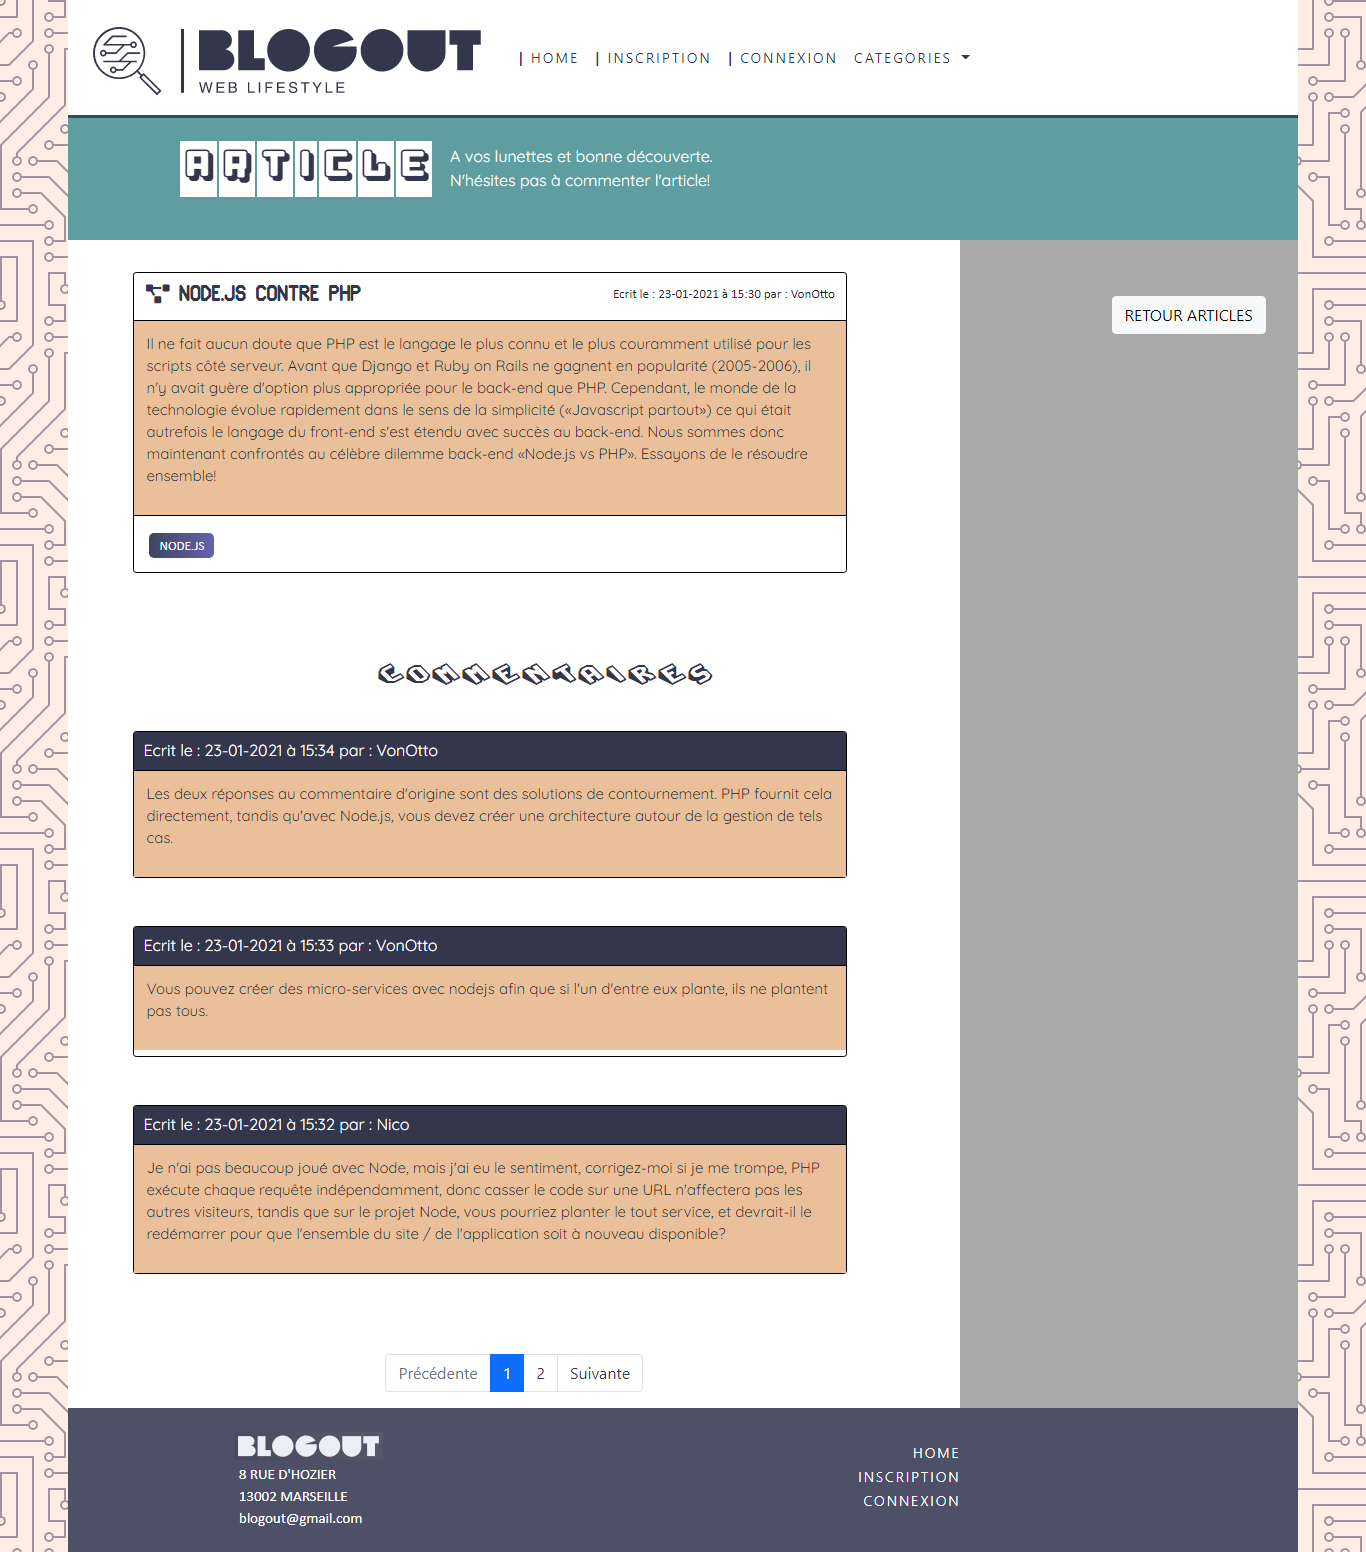 BLOGOUT
WEB LIFESTYLE
| HOME | INSCRIPTION | CONNEXION CATEGORIES
ARTICLE
A vos lunettes et bonne découverte.
N'hésites pas à commenter l'article!
NODE.JS CONTRE PHP
Ecrit le : 23-01-2021 à 15:30 par : VonOtto
RETOUR ARTICLES
Il ne fait aucun doute que PHP est le langage le plus connu et le plus couramment utilisé pour les
scripts côté serveur. Avant que Django et Ruby on Rails ne gagnent en popularité (2005-2006), il
n'y avait guère d'option plus appropriée pour le back-end que PHP. Cependant, le monde de la
technologie évolue rapidement dans le sens de la simplicité («Javascript partout») ce qui était
autrefois le langage du front-end s'est étendu avec succès au back-end. Nous sommes donc
maintenant confrontés au célèbre dilemme back-end «Node.js vs PHP». Essayons de le résoudre
ensemble!
NODE.JS
COMMENTAIRES
Ecrit le : 23-01-2021 à 15:34 par : VonOtto
Les deux réponses au commentaire d'origine sont des solutions de contournement. PHP fournit cela
directement, tandis qu'avec Node.js, vous devez créer une architecture autour de la gestion de tels
cas.
Ecrit le : 23-01-2021 à 15:33 par : VonOtto
Vous pouvez créer des micro-services avec nodejs afin que si l'un d'entre eux plante, ils ne plantent
pas tous.
Ecrit le : 23-01-2021 à 15:32 par : Nico
Je n'ai pas beaucoup joué avec Node, mais j'ai eu le sentiment, corrigez-moi si je me trompe, PHP
exécute chaque requête indépendamment, donc casser le code sur une URL n'affectera pas les
autres visiteurs, tandis que sur le projet Node, vous pourriez planter le tout service, et devrait-il le
redémarrer pour que l'ensemble du site / de l'application soit à nouveau disponible?
Précédente 1 2 Suivante
BLOGOUT
8 RUE D'HOZIER
13002 MARSEILLE
blogout@gmail.com
HOME
INSCRIPTION
CONNEXION